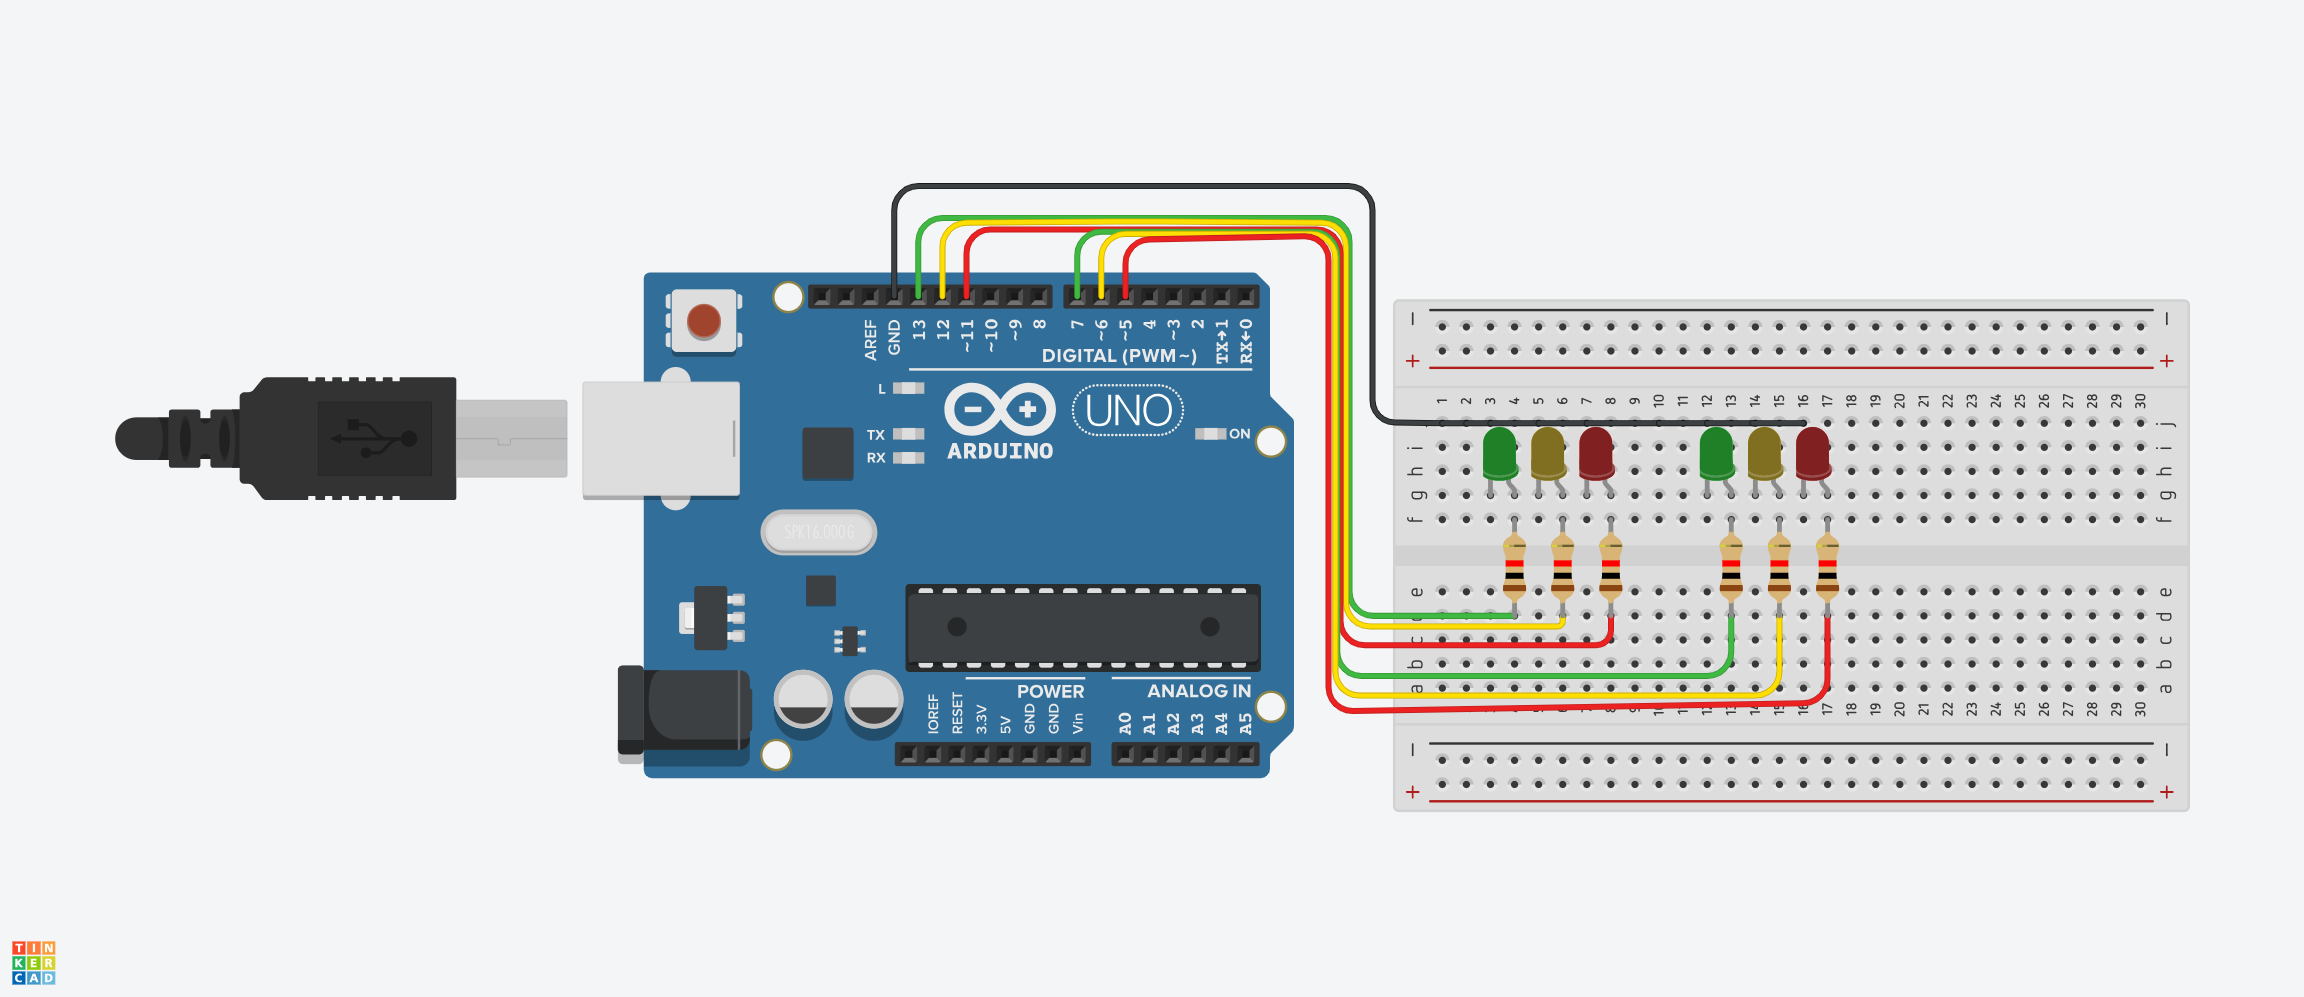 AREF
GND
13
12
~11
~10
~9
8
7
~6
~5
4
~3
2
TX→1
RX←0
DIGITAL (PWM~)
L
TX
RX
UNO
ON
ARDUINO
SPK16.000G
POWER
ANALOG IN
IOREF
RESET
3.3V
5V
GND
GND
Vin
A0
A1
A2
A3
A4
A5
1 2 3 4 5 6 7 8 9 10 11 12 13 14 15 16 17 18 19 20 21 22 23 24 25 26 27 28 29 30
j
i i
h h
g g
f f
e e
d
c c
b b
a a
13 14 15 16 17 18 19 20 21 22 23 24 25 26 27 28 29 30
TIN
KER
CAD